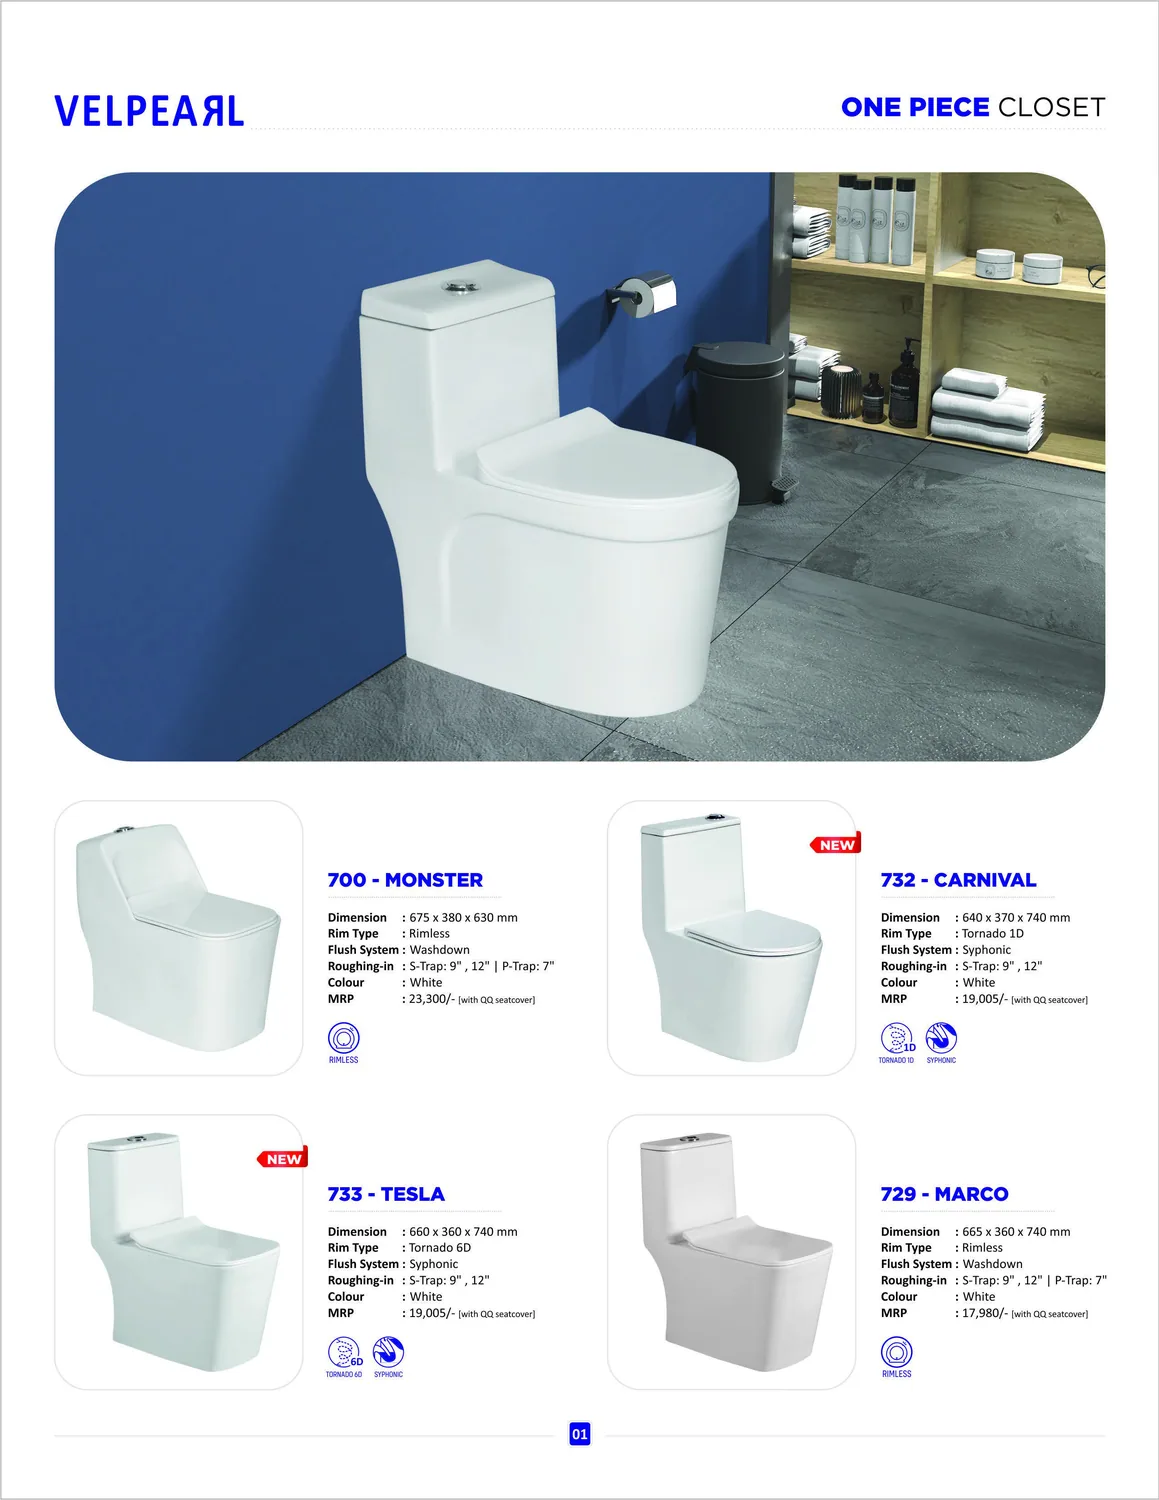 VELPEARL
ONE PIECE CLOSET
NEW
700 - MONSTER
Dimension : 675 x 380 x 630 mm
Rim Type : Rimless
Flush System : Washdown
Roughing-in : S-Trap: 9" , 12" | P-Trap: 7"
Colour : White
MRP : 23,300/- [with QQ seatcover]
RIMLESS
732 - CARNIVAL
Dimension : 640 x 370 x 740 mm
Rim Type : Tornado 1D
Flush System : Syphonic
Roughing-in : S-Trap: 9" , 12"
Colour : White
MRP : 19,005/- [with QQ seatcover]
1D
TORNADO 1D
SYPHONIC
NEW
733 - TESLA
Dimension : 660 x 360 x 740 mm
Rim Type : Tornado 6D
Flush System : Syphonic
Roughing-in : S-Trap: 9" , 12"
Colour : White
MRP : 19,005/- [with QQ seatcover]
6D
TORNADO 6D
SYPHONIC
729 - MARCO
Dimension : 665 x 360 x 740 mm
Rim Type : Rimless
Flush System : Washdown
Roughing-in : S-Trap: 9" , 12" | P-Trap: 7"
Colour : White
MRP : 17,980/- [with QQ seatcover]
RIMLESS
01